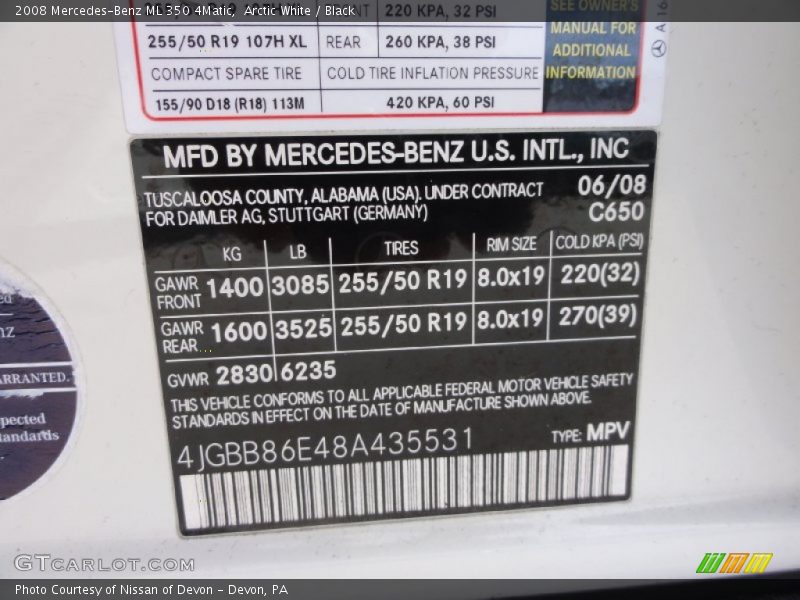 2008 Mercedes-Benz ML350 4Matic, Arctic White / Black
220 KPA, 32 PSI
255/50 R19 107H XL REAR 260 KPA, 38 PSI
COMPACT SPARE TIRE COLD TIRE INFLATION PRESSURE
155/90 D18 (R18) 113M 420 KPA, 60 PSI
SEE OWNER'S
MANUAL FOR
ADDITIONAL
INFORMATION
MFD BY MERCEDES-BENZ U.S. INTL., INC
TUSCALOOSA COUNTY, ALABAMA (USA). UNDER CONTRACT 06/08
FOR DAIMLER AG, STUTTGART (GERMANY) C650
KG LB TIRES RIM SIZE COLD KPA (PSI)
GAWR FRONT 1400 3085 255/50 R19 8.0x19 220(32)
GAWR REAR 1600 3525 255/50 R19 8.0x19 270(39)
GVWR 2830 6235
THIS VEHICLE CONFORMS TO ALL APPLICABLE FEDERAL MOTOR VEHICLE SAFETY
STANDARDS IN EFFECT ON THE DATE OF MANUFACTURE SHOWN ABOVE.
4JGBB86E48A435531 TYPE: MPV
GTCARLOT.COM
Photo Courtesy of Nissan of Devon - Devon, PA